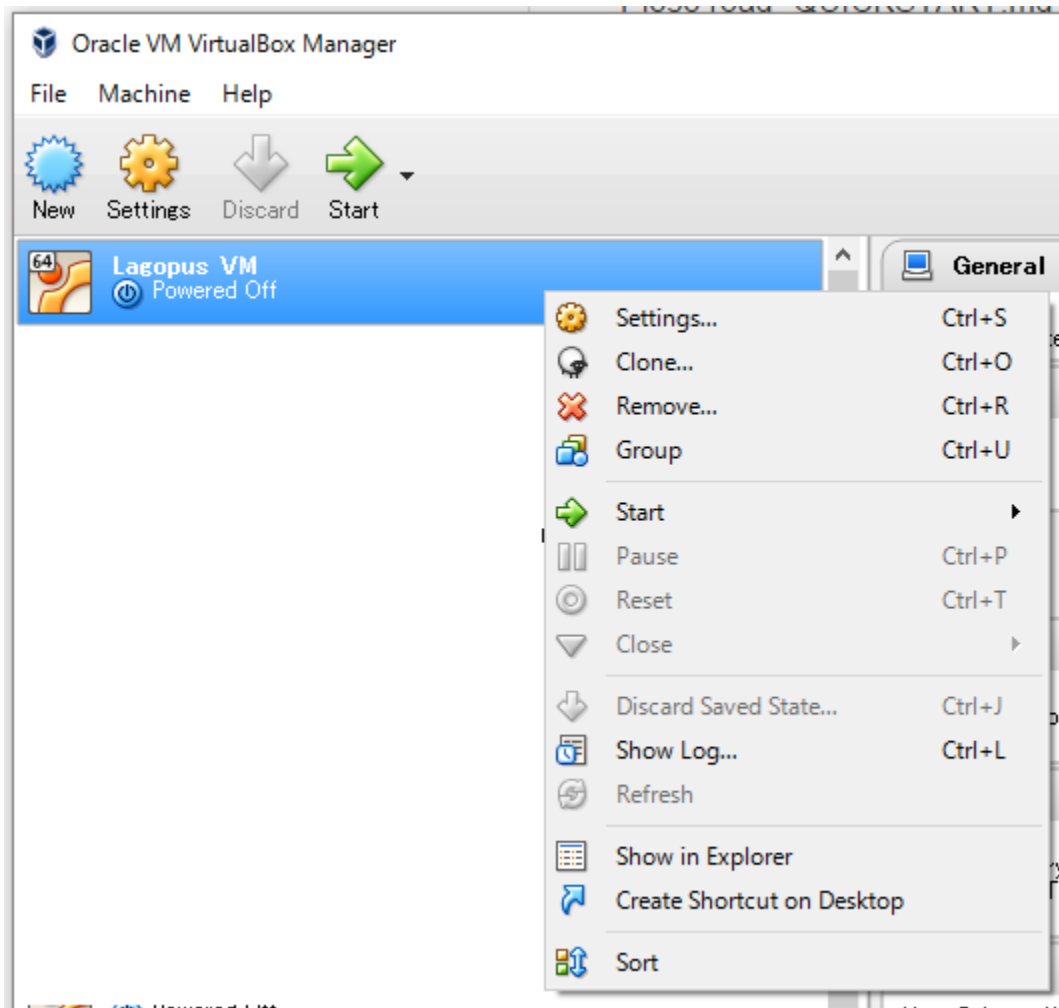 Oracle VM VirtualBox Manager
File Machine Help
New Settings Discard Start
64
Lagopus VM
Powered Off
General
Settings... Ctrl+S
Clone... Ctrl+O
Remove... Ctrl+R
Group Ctrl+U
Start
Pause Ctrl+P
Reset Ctrl+T
Close
Discard Saved State... Ctrl+J
Show Log... Ctrl+L
Refresh
Show in Explorer
Create Shortcut on Desktop
Sort